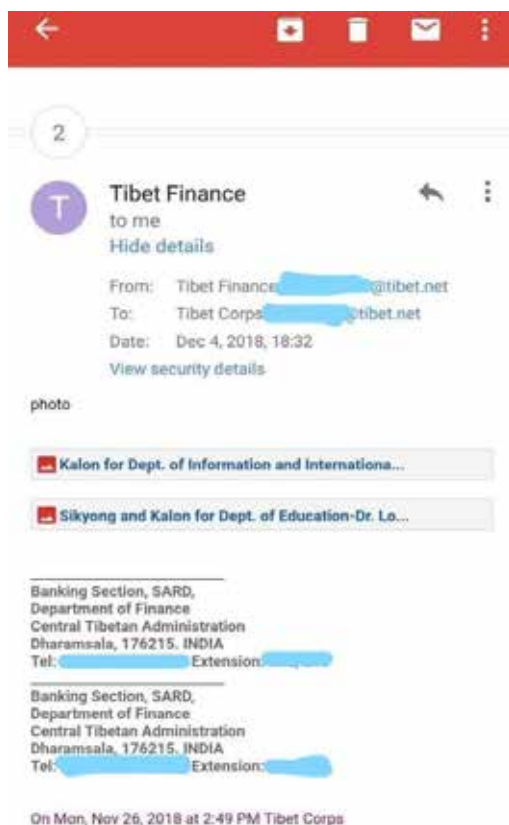 2
T
Tibet Finance
to me
Hide details
From: Tibet Finance @tibet.net
To: Tibet Corps @tibet.net
Date: Dec 4, 2018, 18:32
View security details
photo
Kalon for Dept. of Information and Internationa...
Sikyong and Kalon for Dept. of Education-Dr. Lo...
Banking Section, SARD,
Department of Finance
Central Tibetan Administration
Dharamsala, 176215. INDIA
Tel: Extension:
Banking Section, SARD,
Department of Finance
Central Tibetan Administration
Dharamsala, 176215. INDIA
Tel: Extension:
On Mon, Nov 26, 2018 at 2:49 PM Tibet Corps